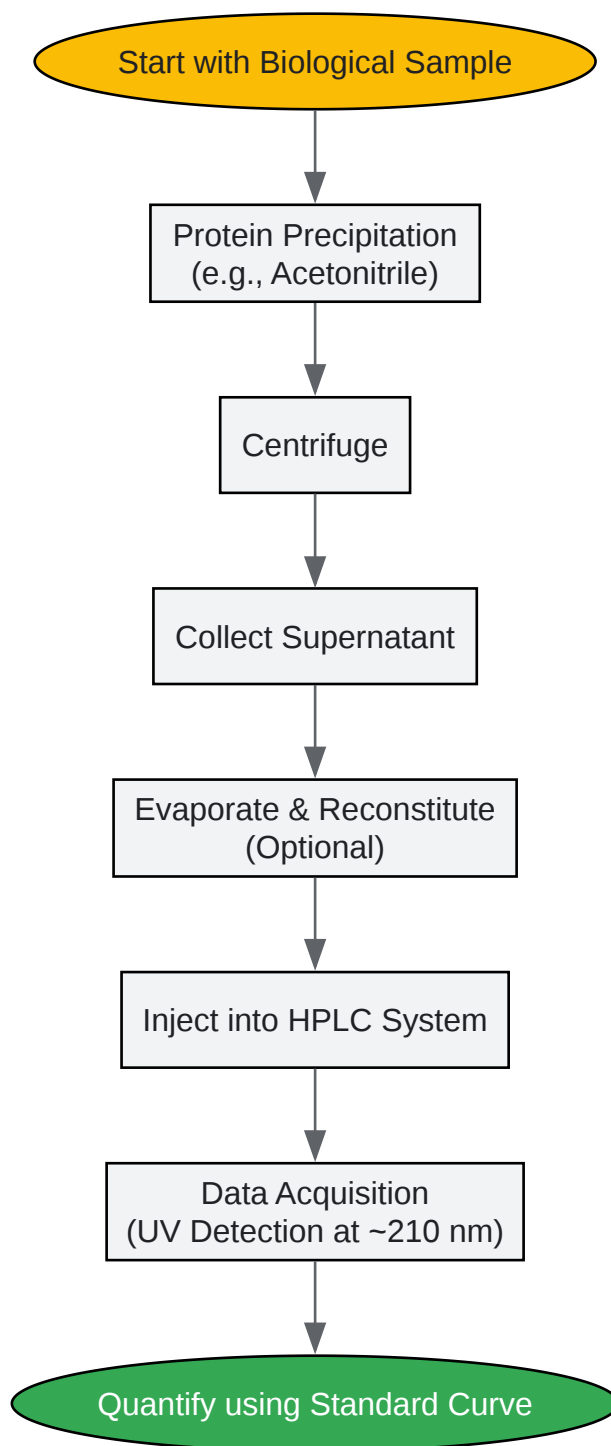 Start with Biological Sample
Protein Precipitation
(e.g., Acetonitrile)
Centrifuge
Collect Supernatant
Evaporate & Reconstitute
(Optional)
Inject into HPLC System
Data Acquisition
(UV Detection at ~210 nm)
Quantify using Standard Curve